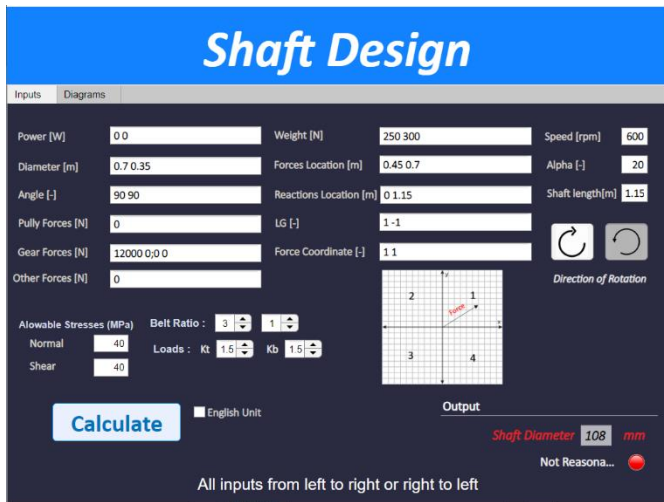 Shaft Design
Inputs Diagrams
Power [W] 0 0 Weight [N] 250 300 Speed [rpm] 600
Diameter [m] 0.7 0.35 Forces Location [m] 0.45 0.7 Alpha [-] 20
Angle [-] 90 90 Reactions Location [m] 0 1.15 Shaft length[m] 1.15
Pully Forces [N] 0 LG [-] 1 -1
Gear Forces [N] 12000 0;0 0 Force Coordinate [-] 1 1
Other Forces [N] 0 Direction of Rotation
2 1
Force
3 4
Alowable Stresses (MPa) Belt Ratio : 3 1
Normal 40 Loads : Kt 1.5 Kb 1.5
Shear 40
Calculate English Unit Output
Shaft Diameter 108 mm
Not Reasona...
All inputs from left to right or right to left